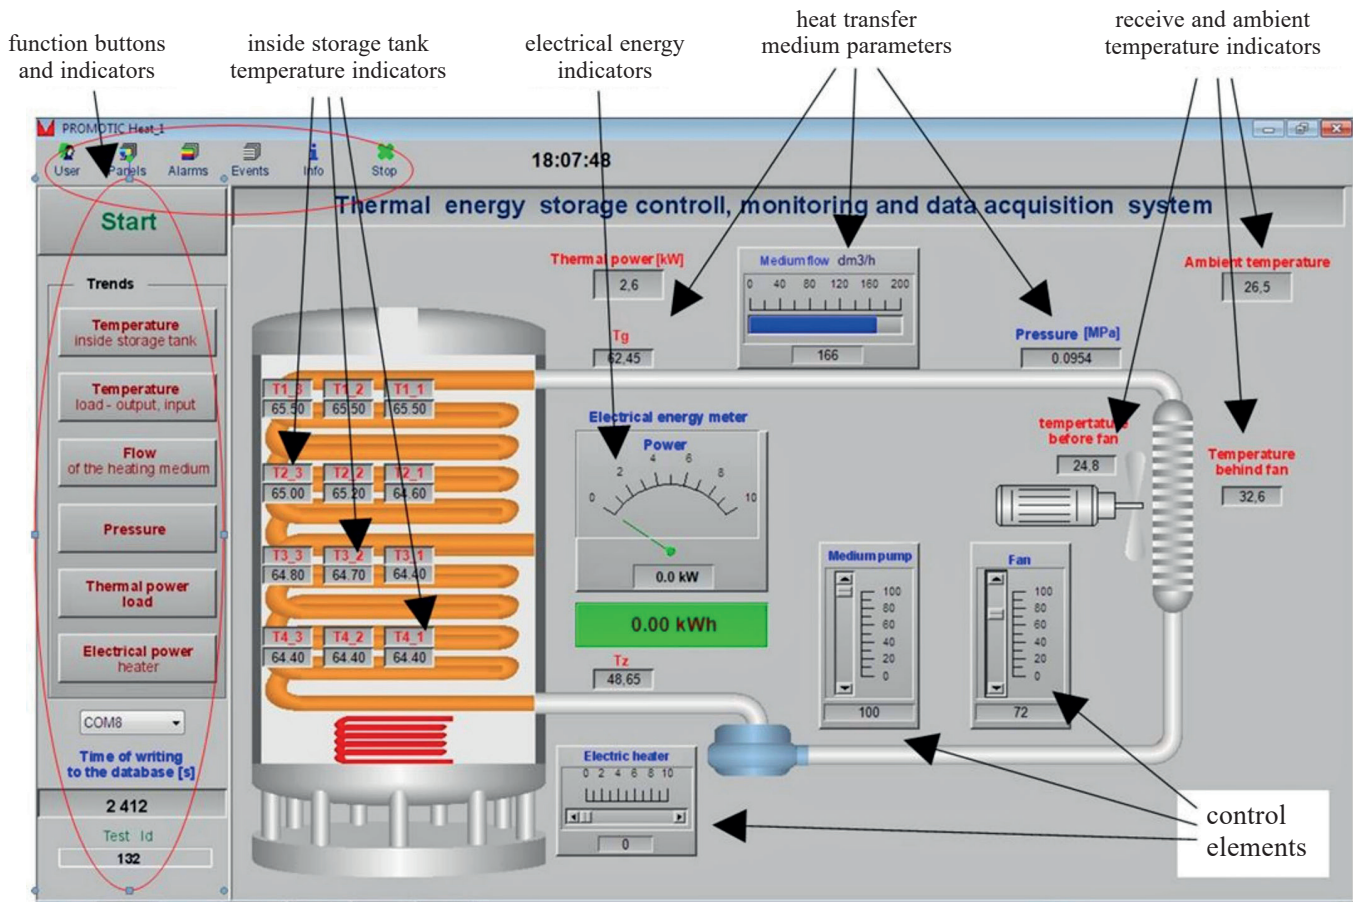 function buttons
and indicators
inside storage tank
temperature indicators
electrical energy
indicators
heat transfer
medium parameters
receive and ambient
temperature indicators
PROMOTIC Heat_1
User
Panels
Alarms
Events
Info
Stop
18:07:48
Start
Thermal energy storage controll, monitoring and data acquisition system
Trends
Temperature
inside storage tank
Temperature
load - output, input
Flow
of the heating medium
Pressure
Thermal power
load
Electrical power
heater
COM8
Time of writing
to the database [s]
2 412
Test Id
132
Thermal power [kW]
2,6
Tg
62,45
Medium flow dm3/h
0 40 80 120 160 200
166
Pressure [MPa]
0.0954
Ambient temperature
26,5
T1_3 T1_2 T1_1
65.50 65.50 65.50
T2_3 T2_2 T2_1
65.00 65.20 64.60
T3_3 T3_2 T3_1
64.80 64.70 64.40
T4_3 T4_2 T4_1
64.40 64.40 64.40
Electrical energy meter
Power
0 2 4 6 8 10
0.0 kW
0.00 kWh
Tz
48,65
tempertature
before fan
24,8
Temperature
behind fan
32,6
Medium pump
100
80
60
40
20
0
100
Fan
100
80
60
40
20
0
72
Electric heater
0 2 4 6 8 10
0
control
elements